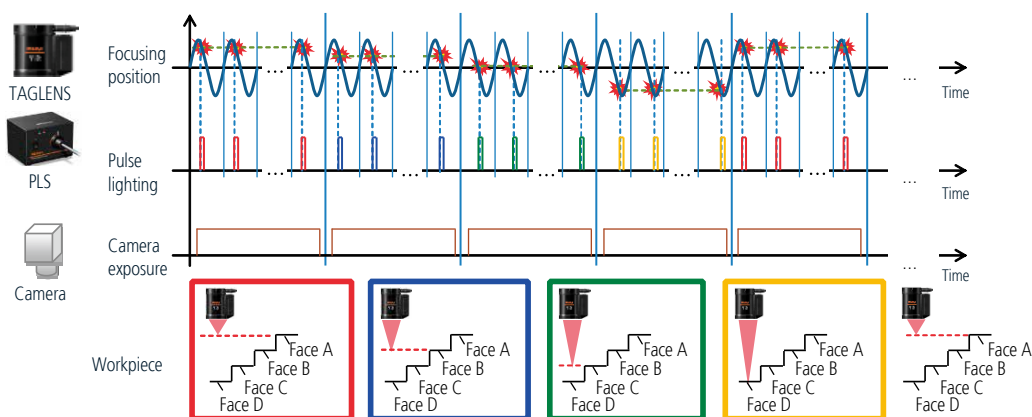 Focusing
position
TAGLENS
... ... ... ... ... ...
Time
PLS
Pulse
lighting
... ... ... ... ... ...
Time
Camera
exposure
...
Time
Camera
Workpiece
Face A
Face B
Face C
Face D
Face A
Face B
Face C
Face D
Face A
Face B
Face C
Face D
Face A
Face B
Face C
Face D
Face A
Face B
Face C
Face D